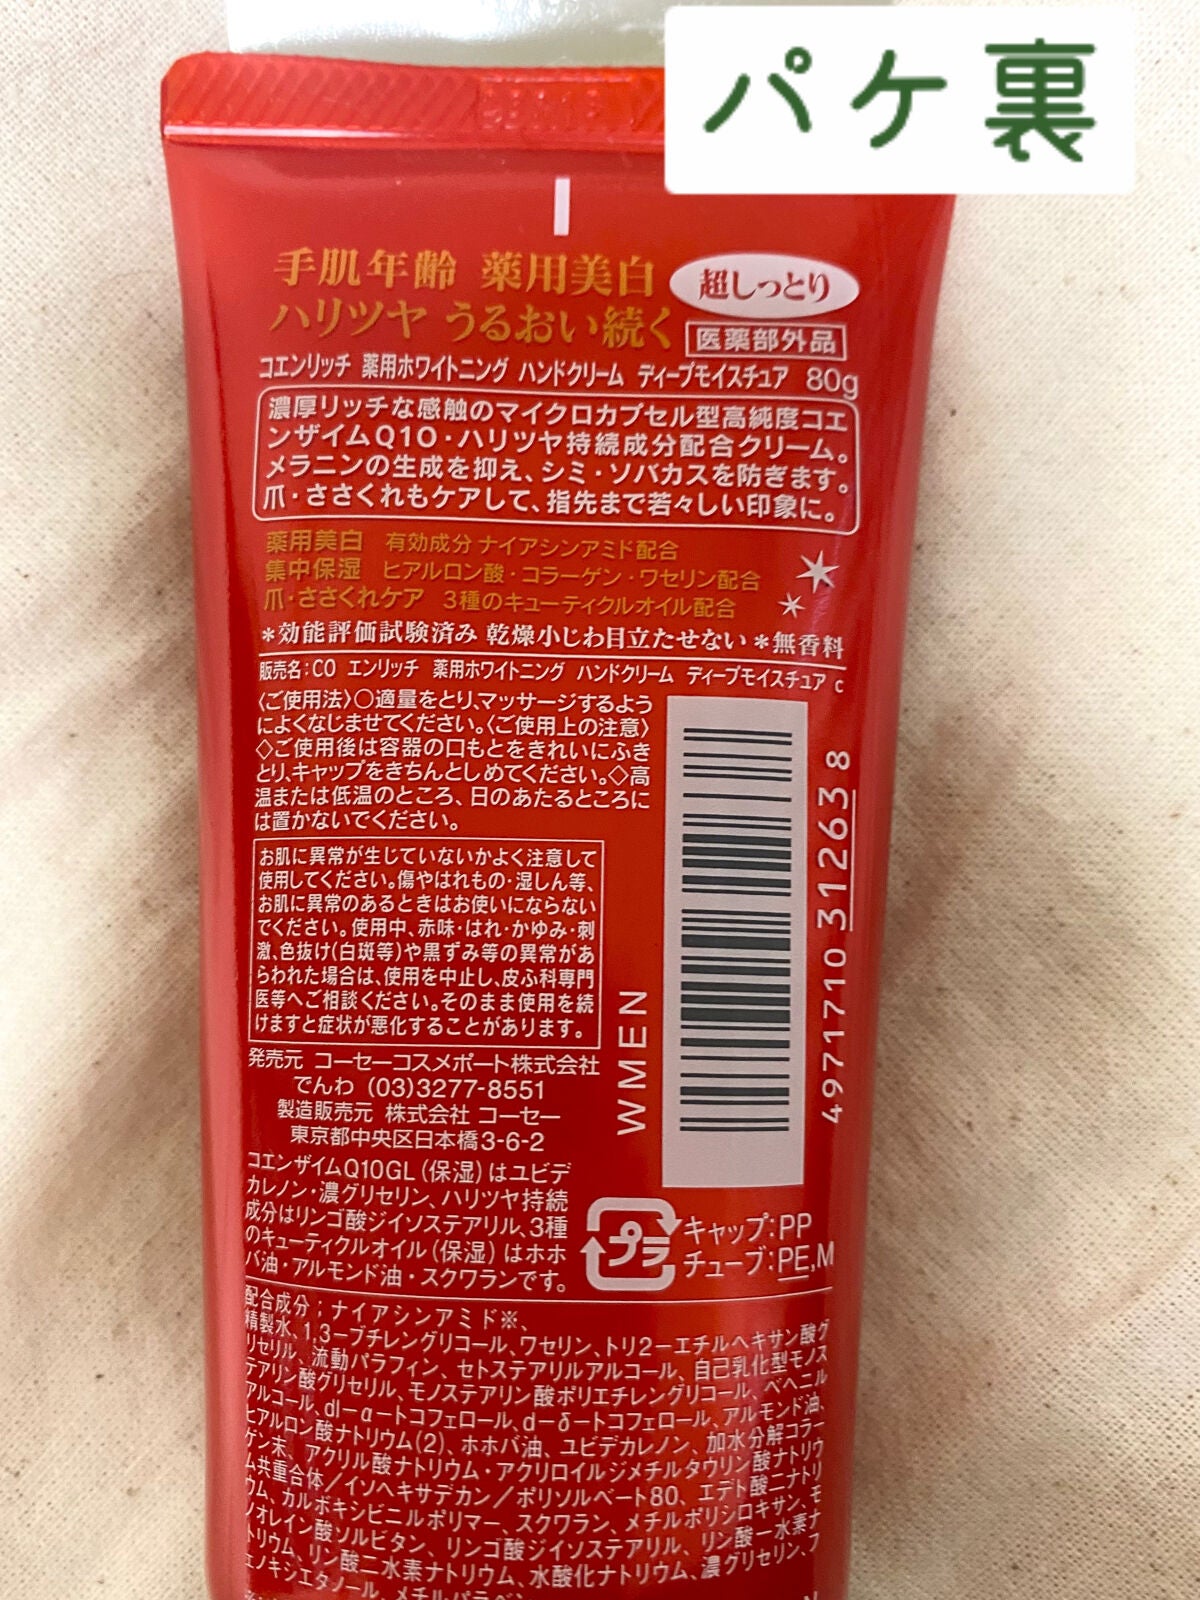 パケ裏
手肌年齢 薬用美白 超しっとり
ハリツヤ うるおい続く 医薬部外品
コエンリッチ 薬用ホワイトニング ハンドクリーム ディープモイスチュア 80g
濃厚リッチな感触のマイクロカプセル型高純度コエ
ンザイムQ10・ハリツヤ持続成分配合クリーム。
メラニンの生成を抑え、シミ・ソバカスを防ぎます。
爪・ささくれもケアして、指先まで若々しい印象に。
薬用美白 有効成分 ナイアシンアミド配合
集中保湿 ヒアルロン酸・コラーゲン・ワセリン配合
爪・ささくれケア 3種のキューティクルオイル配合
*効能評価試験済み 乾燥小じわ目立たせない *無香料
販売名:CO エンリッチ 薬用ホワイトニング ハンドクリーム ディープモイスチュア c
〈ご使用法〉○適量をとり、マッサージするよう
によくなじませてください。〈ご使用上の注意〉
◇ご使用後は容器の口もとをきれいにふき
とり、キャップをきちんとしめてください。◇高
温または低温のところ、日のあたるところに
は置かないでください。
お肌に異常が生じていないかよく注意して
使用してください。傷やはれもの・湿しん等、
お肌に異常のあるときはお使いにならない
でください。使用中、赤味・はれ・かゆみ・刺
激、色抜け(白斑等)や黒ずみ等の異常があ
らわれた場合は、使用を中止し、皮ふ科専門
医等へご相談ください。そのまま使用を続
けますと症状が悪化することがあります。
WMEN
4971710 312638
発売元 コーセーコスメポート株式会社
でんわ (03)3277-8551
製造販売元 株式会社 コーセー
東京都中央区日本橋3-6-2
コエンザイムQ10GL(保湿)はユビデ
カレノン・濃グリセリン、ハリツヤ持続
成分はリンゴ酸ジイソステアリル、3種
のキューティクルオイル(保湿)はホホ
バ油・アルモンド油・スクワランです。
プラ
キャップ:PP
チューブ:PE,M
配合成分;ナイアシンアミド※、
精製水、1,3−ブチレングリコール、ワセリン、トリ2−エチルヘキサン酸グ
リセリル、流動パラフィン、セトステアリルアルコール、自己乳化型モノス
テアリン酸グリセリル、モノステアリン酸ポリエチレングリコール、ベヘニル
アルコール、dl−α−トコフェロール、d−δ−トコフェロール、アルモンド油、
ヒアルロン酸ナトリウム(2)、ホホバ油、ユビデカレノン、加水分解コラー
ゲン末、アクリル酸ナトリウム・アクリロイルジメチルタウリン酸ナトリウ
ム共重合体/イソヘキサデカン/ポリソルベート80、エデト酸二ナトリ
ウム、カルボキシビニルポリマー、スクワラン、メチルポリシロキサン、モ
ノオレイン酸ソルビタン、リンゴ酸ジイソステアリル、リン酸一水素ナ
トリウム、リン酸二水素ナトリウム、水酸化ナトリウム、濃グリセリン、フ
ェノキシエタノール、メチルパラベン